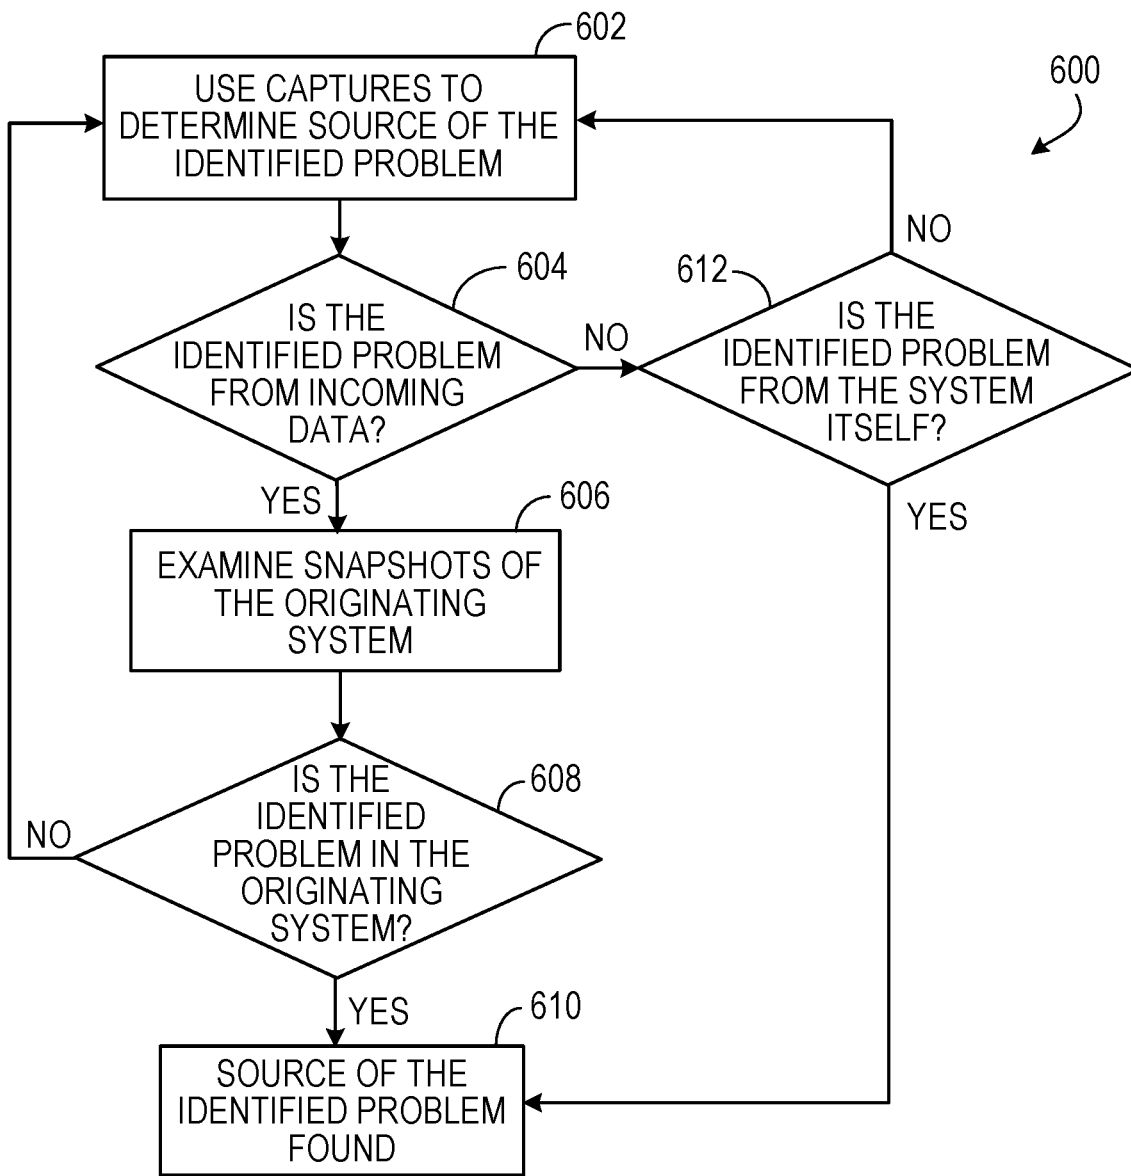 602
USE CAPTURES TO
DETERMINE SOURCE OF THE
IDENTIFIED PROBLEM
600
NO
604
IS THE
IDENTIFIED PROBLEM
FROM INCOMING
DATA?
NO
612
IS THE
IDENTIFIED PROBLEM
FROM THE SYSTEM
ITSELF?
YES
YES
606
EXAMINE SNAPSHOTS OF
THE ORIGINATING
SYSTEM
608
IS THE
IDENTIFIED
PROBLEM IN THE
ORIGINATING
SYSTEM?
NO
YES
610
SOURCE OF THE
IDENTIFIED PROBLEM
FOUND